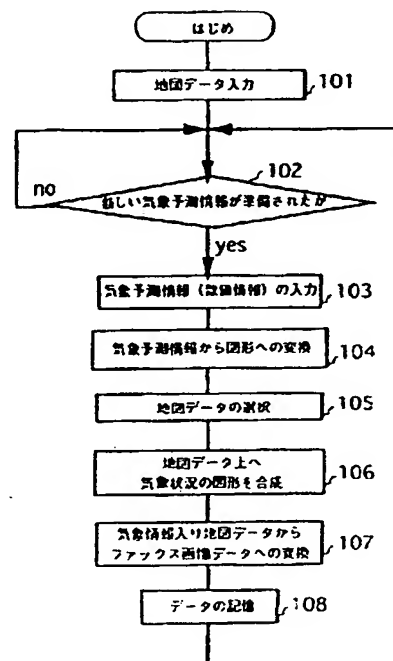 はじめ
地図データ入力
101
102
新しい気象予測情報が準備されたか
no
yes
気象予測情報（数値情報）の入力
103
気象予測情報から図形への変換
104
地図データの選択
105
地図データ上へ
気象状況の図形を合成
106
気象情報入り地図データから
ファックス画像データへの変換
107
データの記憶
108